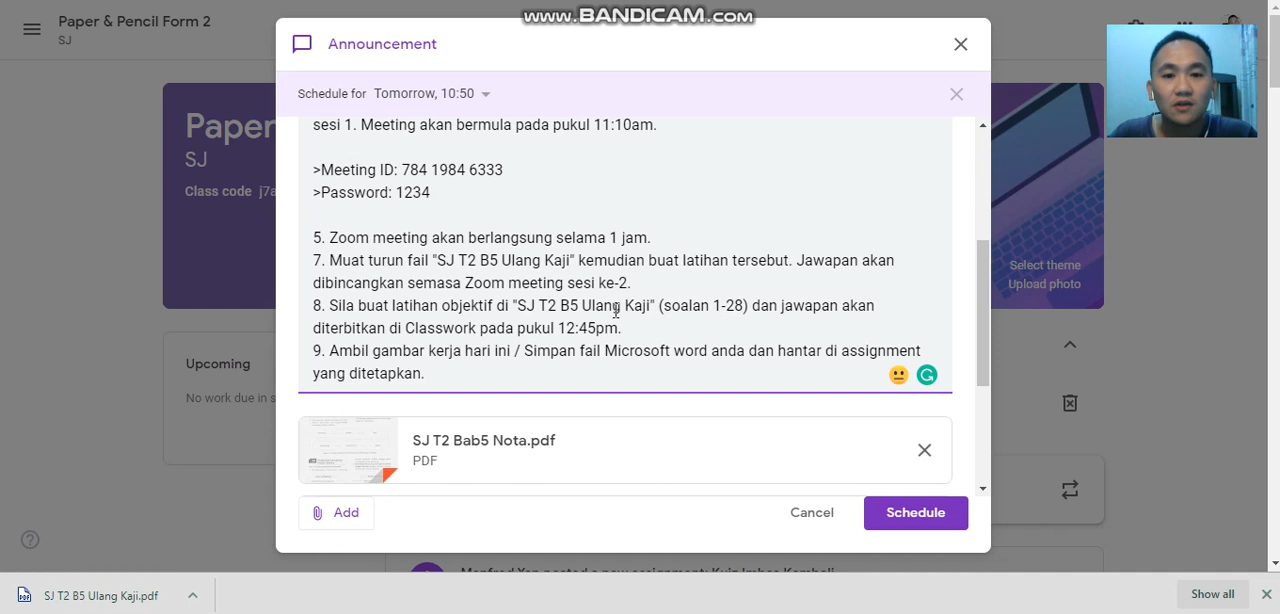 www.BANDICAM.com
Paper & Pencil Form 2
SJ
Announcement
Schedule for Tomorrow, 10:50
Paper
SJ
Class code j7a
sesi 1. Meeting akan bermula pada pukul 11:10am.
>Meeting ID: 784 1984 6333
>Password: 1234
5. Zoom meeting akan berlangsung selama 1 jam.
7. Muat turun fail "SJ T2 B5 Ulang Kaji" kemudian buat latihan tersebut. Jawapan akan
dibincangkan semasa Zoom meeting sesi ke-2.
8. Sila buat latihan objektif di "SJ T2 B5 Ulang Kaji" (soalan 1-28) dan jawapan akan
diterbitkan di Classwork pada pukul 12:45pm.
9. Ambil gambar kerja hari ini / Simpan fail Microsoft word anda dan hantar di assignment
yang ditetapkan.
Select theme
Upload photo
Upcoming
No work due in s
SJ T2 Bab5 Nota.pdf
PDF
Add
Cancel
Schedule
SJ T2 B5 Ulang Kaji.pdf
Show all